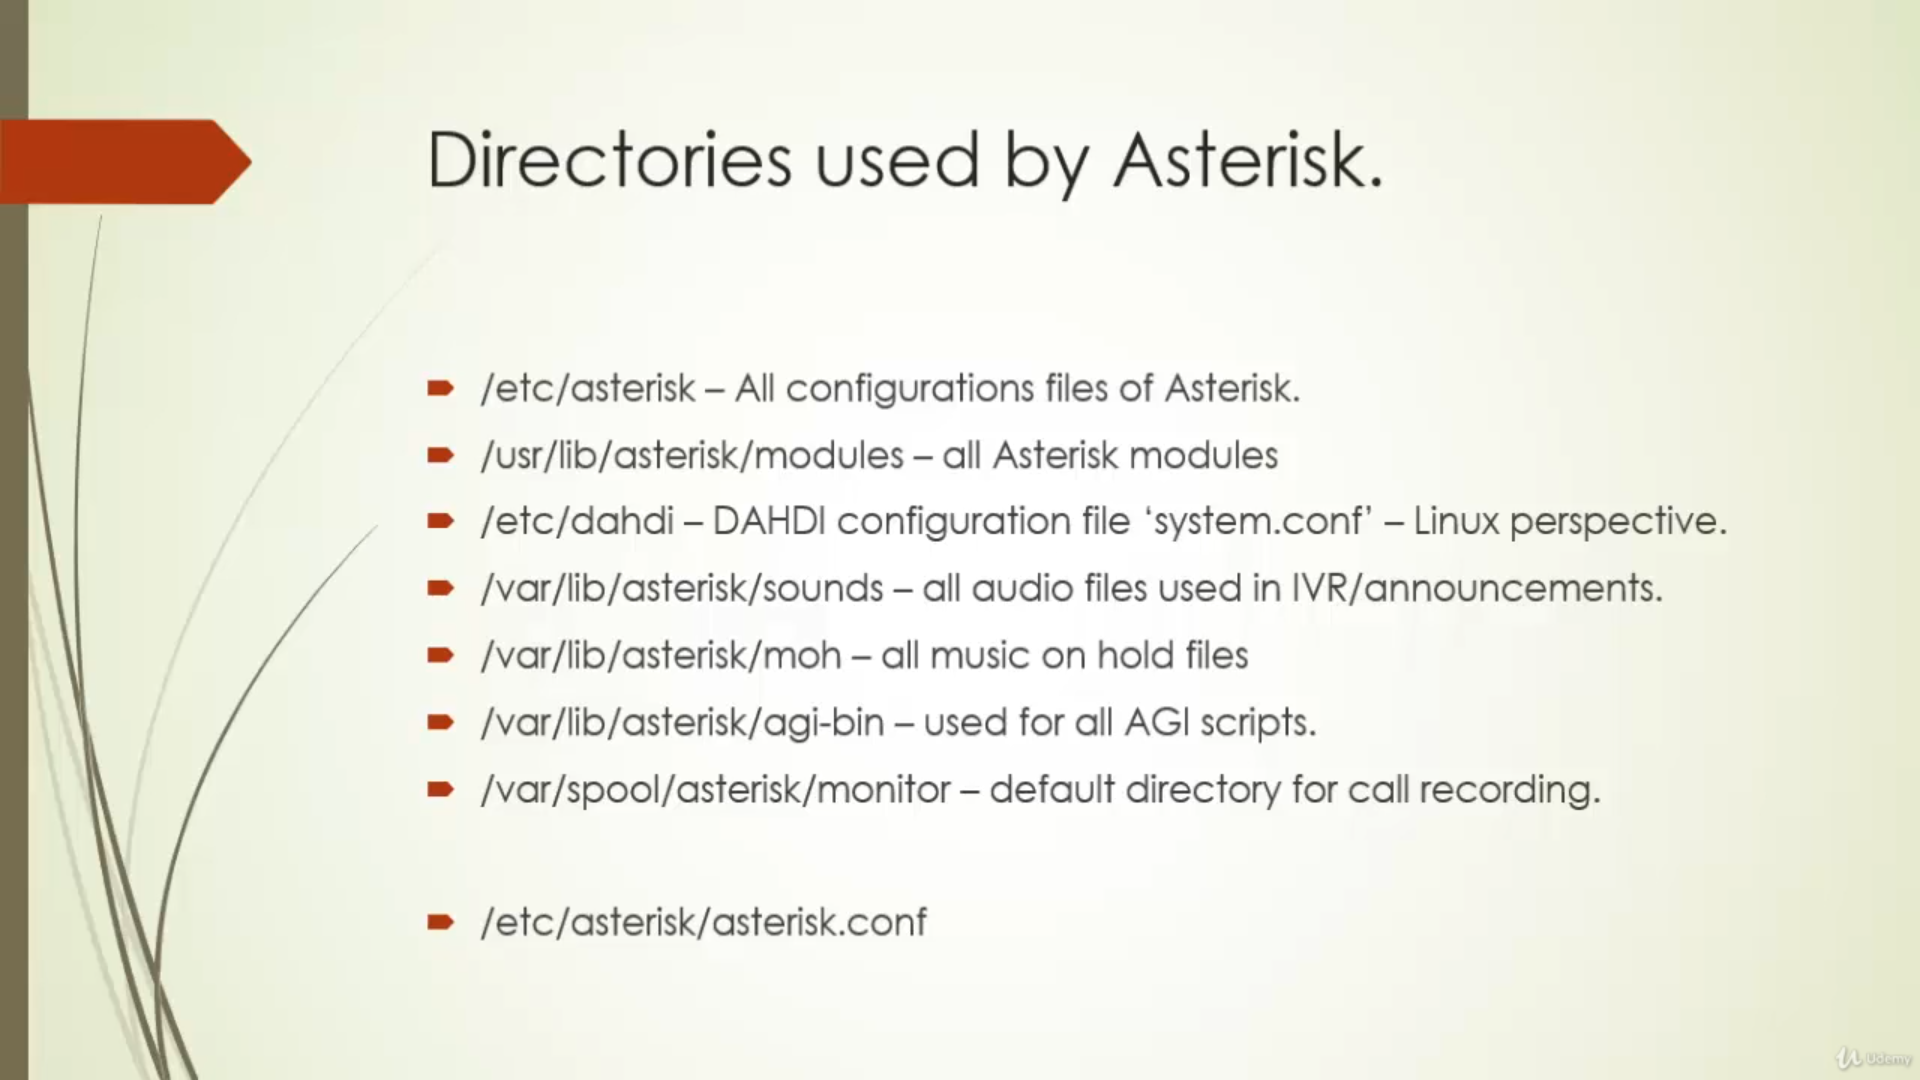 Directories used by Asterisk.
/etc/asterisk – All configurations files of Asterisk.
/usr/lib/asterisk/modules – all Asterisk modules
/etc/dahdi – DAHDI configuration file ‘system.conf’ – Linux perspective.
/var/lib/asterisk/sounds – all audio files used in IVR/announcements.
/var/lib/asterisk/moh – all music on hold files
/var/lib/asterisk/agi-bin – used for all AGI scripts.
/var/spool/asterisk/monitor – default directory for call recording.
/etc/asterisk/asterisk.conf
Udemy